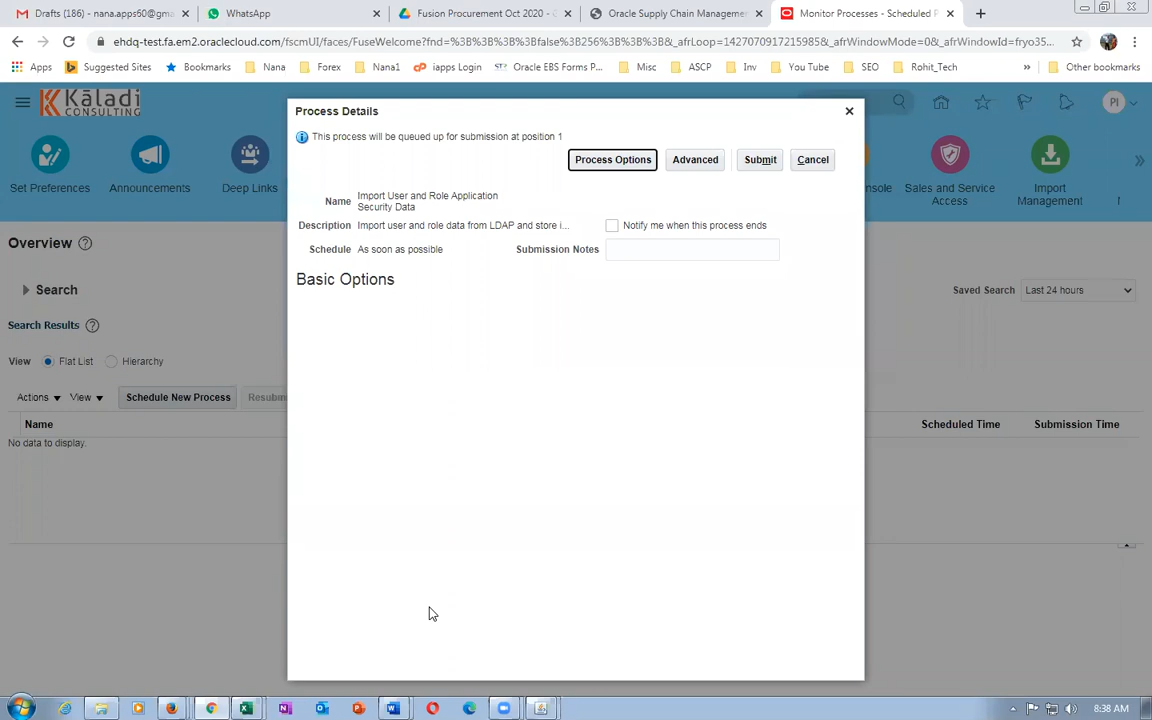 Drafts (186) - nana.apps60@gma
WhatsApp
Fusion Procurement Oct 2020 -
Oracle Supply Chain Manageme
Monitor Processes - Scheduled P
ehdq-test.fa.em2.oraclecloud.com/fscmUI/faces/FuseWelcome?fnd=%3B%3B%3B%3Bfalse%3B256%3B%3B%3B&_afrLoop=1427070917215985&_afrWindowMode=0&_afrWindowId=fryo35...
Apps
Suggested Sites
Bookmarks
Nana
Forex
Nana1
iapps Login
Oracle EBS Forms P...
Misc
ASCP
Inv
You Tube
SEO
Rohit_Tech
»
Other bookmarks
Kāladi
CONSULTING
PI
Set Preferences
Announcements
Deep Links
nsole
Sales and Service
Access
Import
Management
Process Details
This process will be queued up for submission at position 1
Process Options
Advanced
Submit
Cancel
Name
Import User and Role Application
Security Data
Description
Import user and role data from LDAP and store i...
Notify me when this process ends
Schedule
As soon as possible
Submission Notes
Basic Options
Overview
Search
Saved Search
Last 24 hours
Search Results
View
Flat List
Hierarchy
Actions
View
Schedule New Process
Resubm
Name
Scheduled Time
Submission Time
No data to display.
8:38 AM